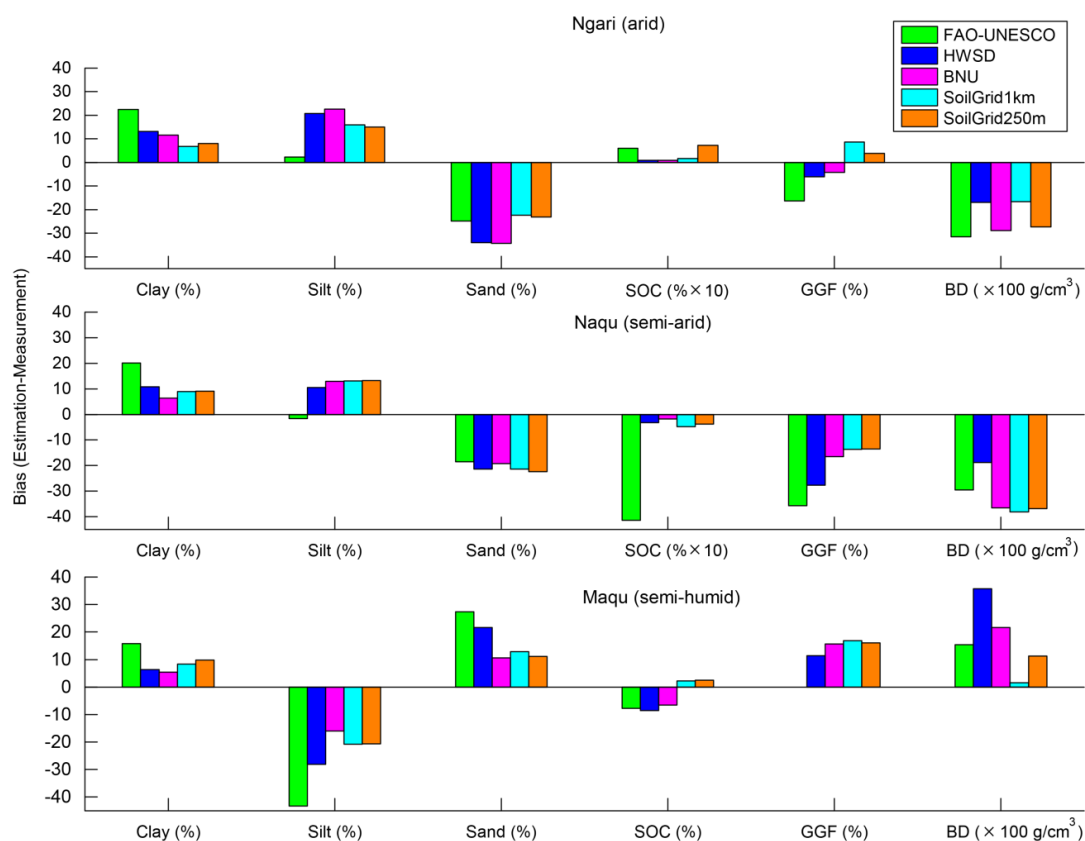 Ngari (arid)
FAO-UNESCO
HWSD
BNU
SoilGrid1km
SoilGrid250m
40
30
20
10
0
-10
-20
-30
-40
Clay (%)
Silt (%)
Sand (%)
SOC (%×10)
GGF (%)
BD (×100 g/cm³)
Bias (Estimation-Measurement)
Naqu (semi-arid)
40
30
20
10
0
-10
-20
-30
-40
Clay (%)
Silt (%)
Sand (%)
SOC (%×10)
GGF (%)
BD (×100 g/cm³)
Maqu (semi-humid)
40
30
20
10
0
-10
-20
-30
-40
Clay (%)
Silt (%)
Sand (%)
SOC (%)
GGF (%)
BD (×100 g/cm³)